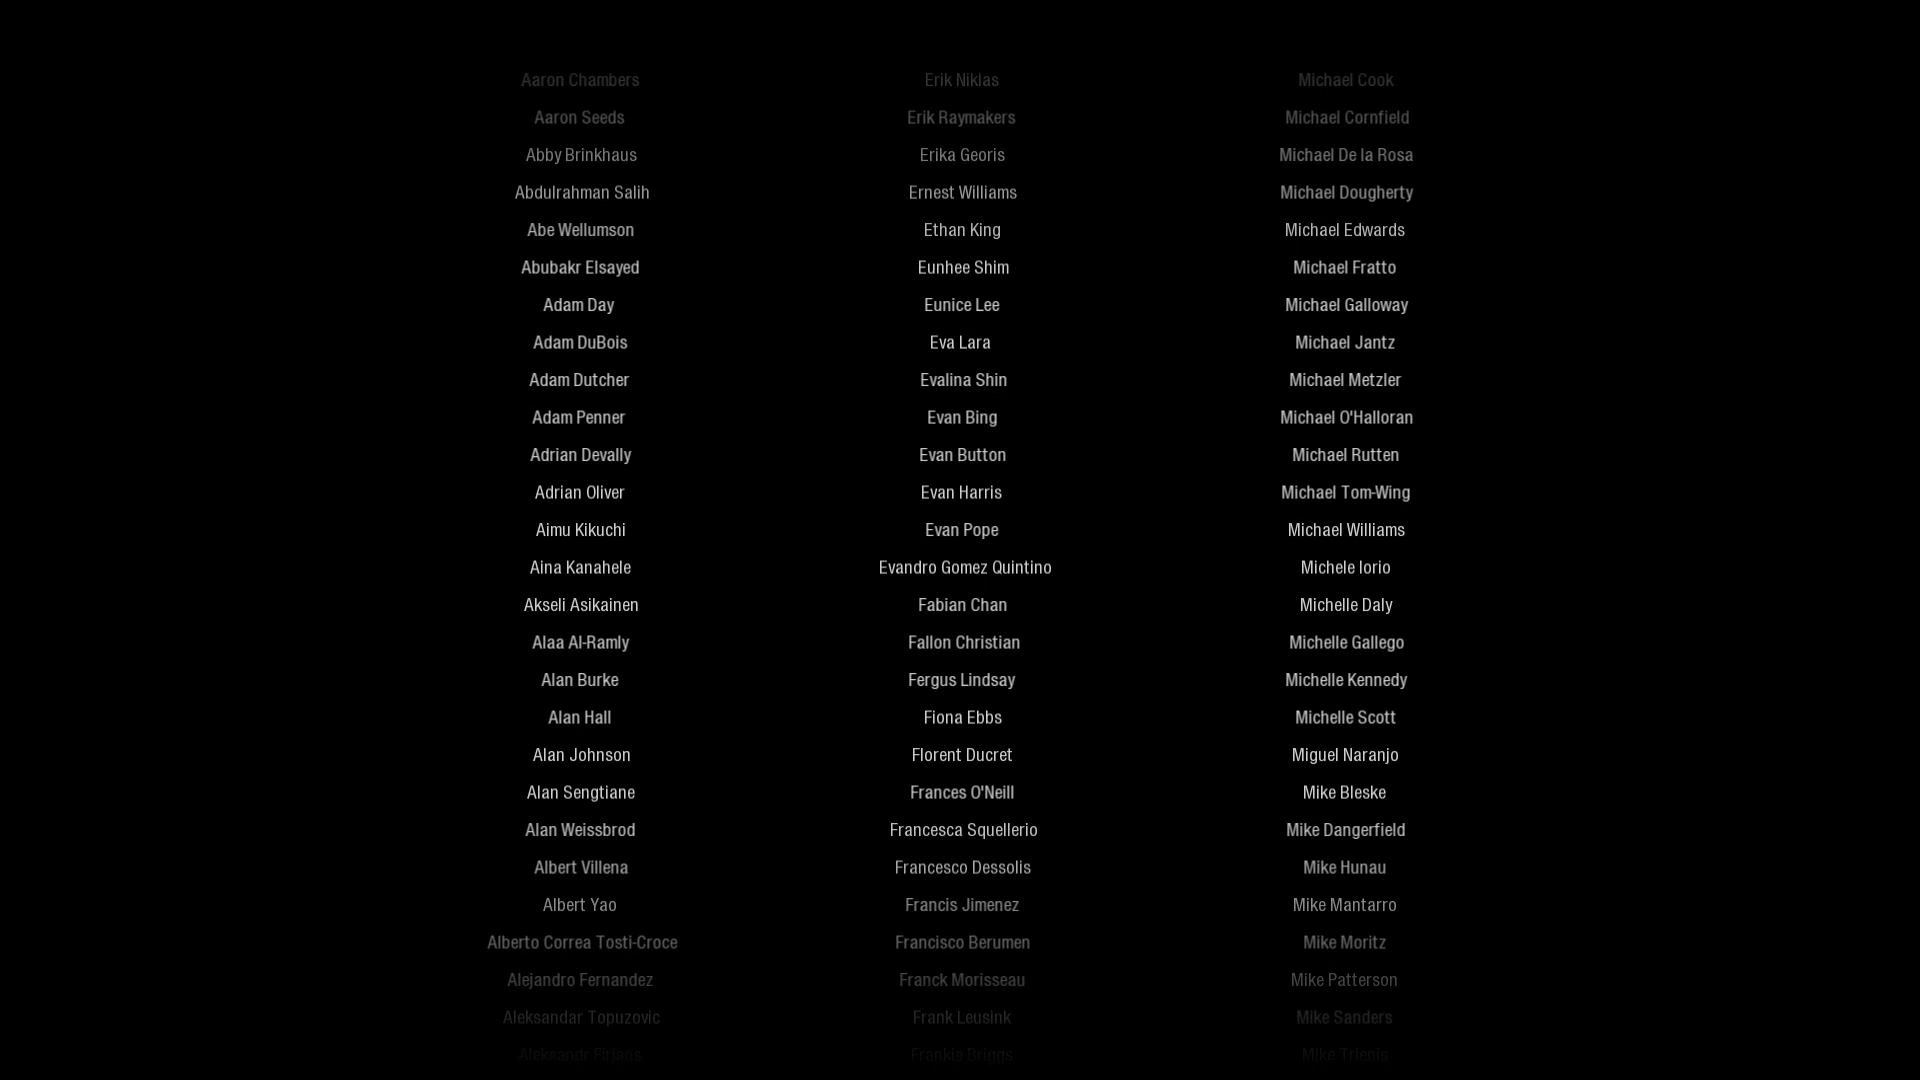 Aaron Chambers
Aaron Seeds
Abby Brinkhaus
Abdulrahman Salih
Abe Wellumson
Abubakr Elsayed
Adam Day
Adam DuBois
Adam Dutcher
Adam Penner
Adrian Devally
Adrian Oliver
Aimu Kikuchi
Aina Kanahele
Akseli Asikainen
Alaa Al-Ramly
Alan Burke
Alan Hall
Alan Johnson
Alan Sengtiane
Alan Weissbrod
Albert Villena
Albert Yao
Alberto Correa Tosti-Croce
Alejandro Fernandez
Aleksandar Topuzovic
Aleksandr
Erik Niklas
Erik Raymakers
Erika Georis
Ernest Williams
Ethan King
Eunhee Shim
Eunice Lee
Eva Lara
Evalina Shin
Evan Bing
Evan Button
Evan Harris
Evan Pope
Evandro Gomez Quintino
Fabian Chan
Fallon Christian
Fergus Lindsay
Fiona Ebbs
Florent Ducret
Frances O'Neill
Francesca Squellerio
Francesco Dessolis
Francis Jimenez
Francisco Berumen
Franck Morisseau
Frank Leusink
Frankie Briggs
Michael Cook
Michael Cornfield
Michael De la Rosa
Michael Dougherty
Michael Edwards
Michael Fratto
Michael Galloway
Michael Jantz
Michael Metzler
Michael O'Halloran
Michael Rutten
Michael Tom-Wing
Michael Williams
Michele Iorio
Michelle Daly
Michelle Gallego
Michelle Kennedy
Michelle Scott
Miguel Naranjo
Mike Bleske
Mike Dangerfield
Mike Hunau
Mike Mantarro
Mike Moritz
Mike Patterson
Mike Sanders
Mike